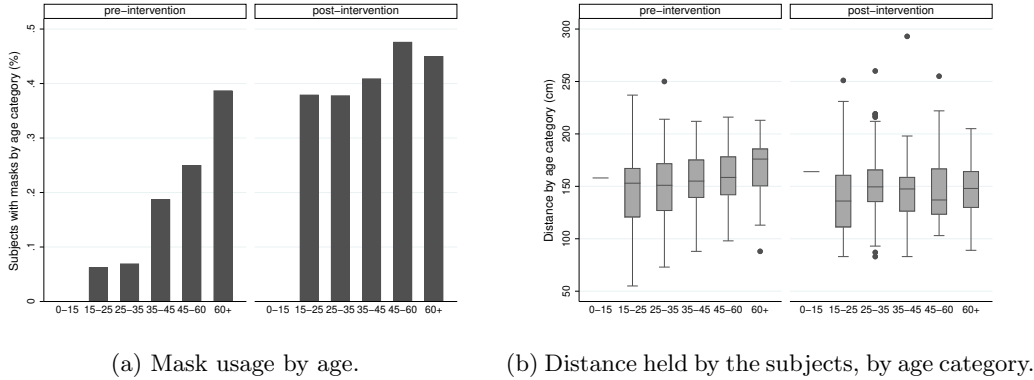 pre−intervention
post−intervention
Subjects with masks by age category (%)
.5
.4
.3
.2
.1
0
0−15 15−25 25−35 35−45 45−60 60+
0−15 15−25 25−35 35−45 45−60 60+
(a) Mask usage by age.
pre−intervention
post−intervention
Distance by age category (cm)
300
250
200
150
100
50
0−15 15−25 25−35 35−45 45−60 60+
0−15 15−25 25−35 35−45 45−60 60+
(b) Distance held by the subjects, by age category.